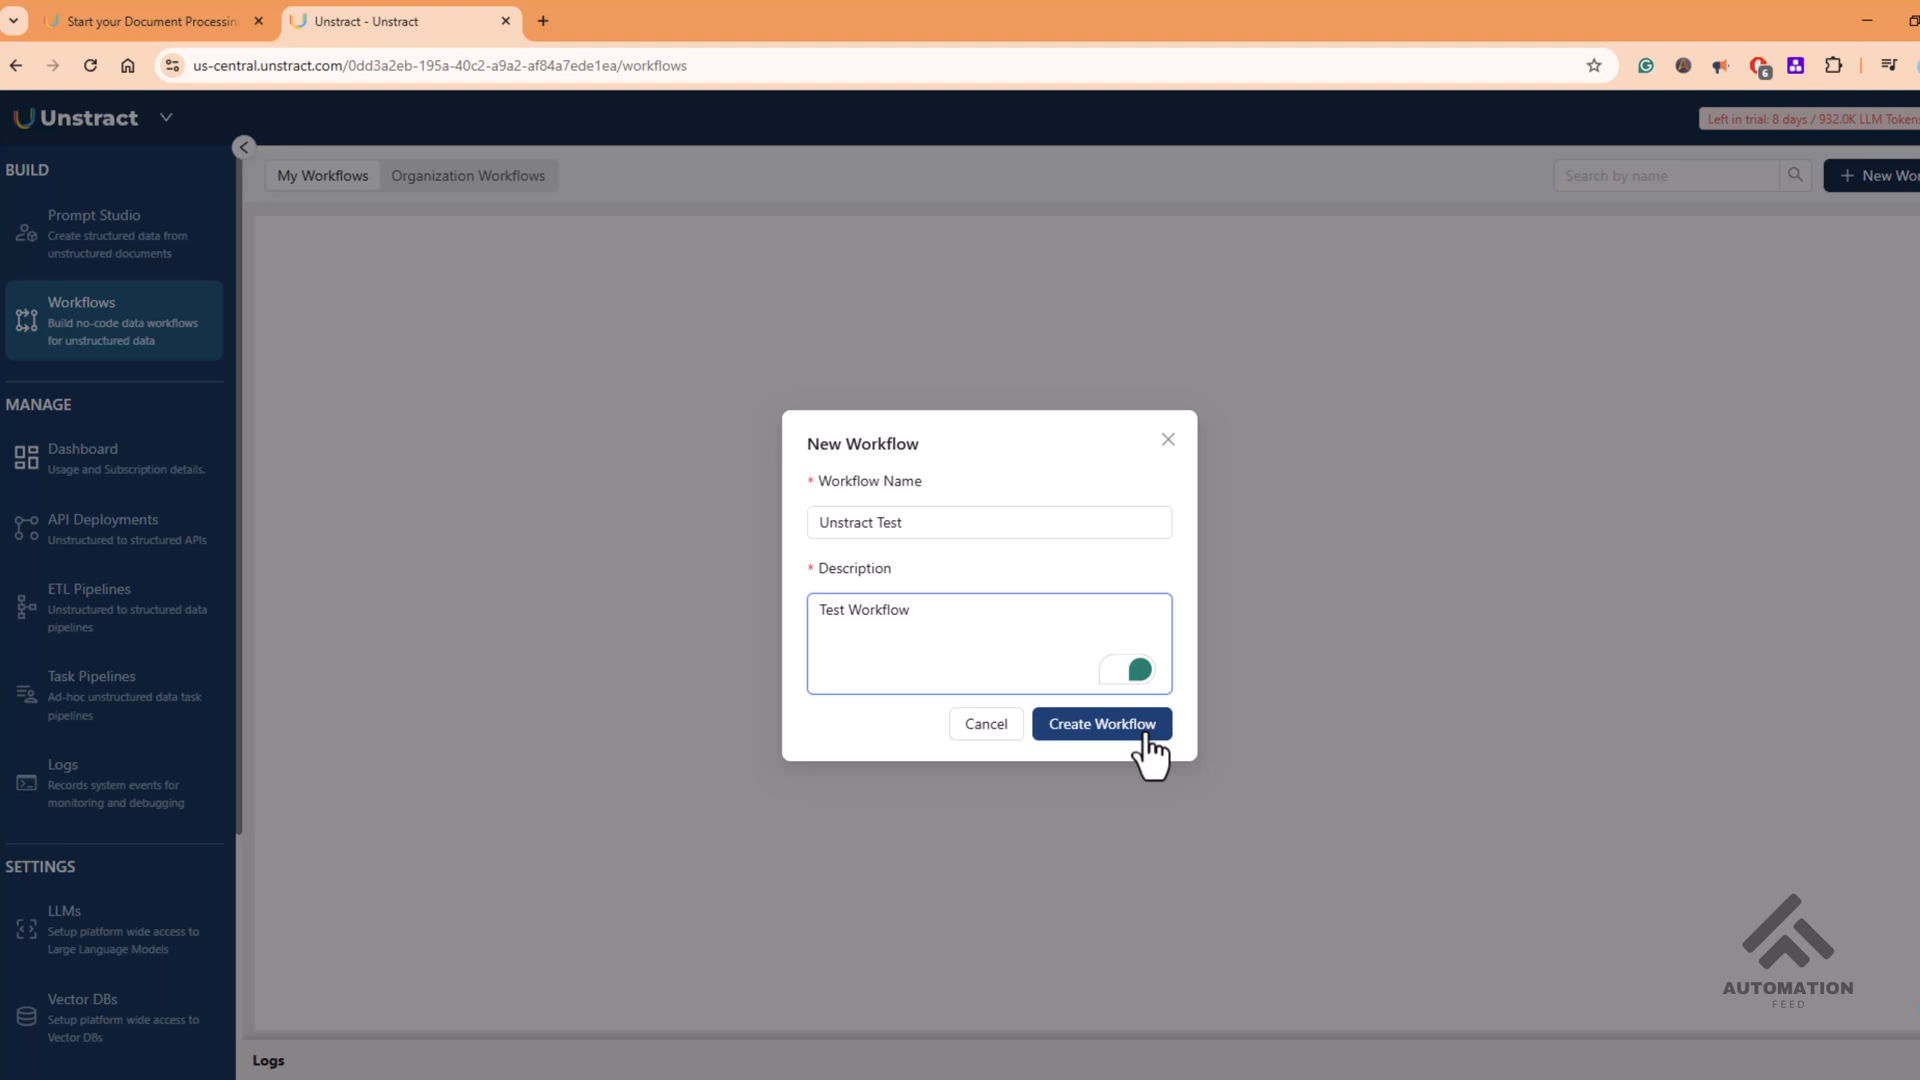 Start your Document Processin
Unstract - Unstract
us-central.unstract.com/0dd3a2eb-195a-40c2-a9a2-af84a7ede1ea/workflows
6
Unstract
Left in trial: 8 days / 932.0K LLM Tokens
BUILD
My Workflows
Organization Workflows
Search by name
+ New Wor
Prompt Studio
Create structured data from
unstructured documents
Workflows
Build no-code data workflows
for unstructured data
MANAGE
Dashboard
Usage and Subscription details.
API Deployments
Unstructured to structured APIs
ETL Pipelines
Unstructured to structured data
pipelines
Task Pipelines
Ad-hoc unstructured data task
pipelines
Logs
Records system events for
monitoring and debugging
SETTINGS
LLMs
Setup platform wide access to
Large Language Models
Vector DBs
Setup platform wide access to
Vector DBs
New Workflow
* Workflow Name
Unstract Test
* Description
Test Workflow
Cancel
Create Workflow
AUTOMATION
FEED
Logs